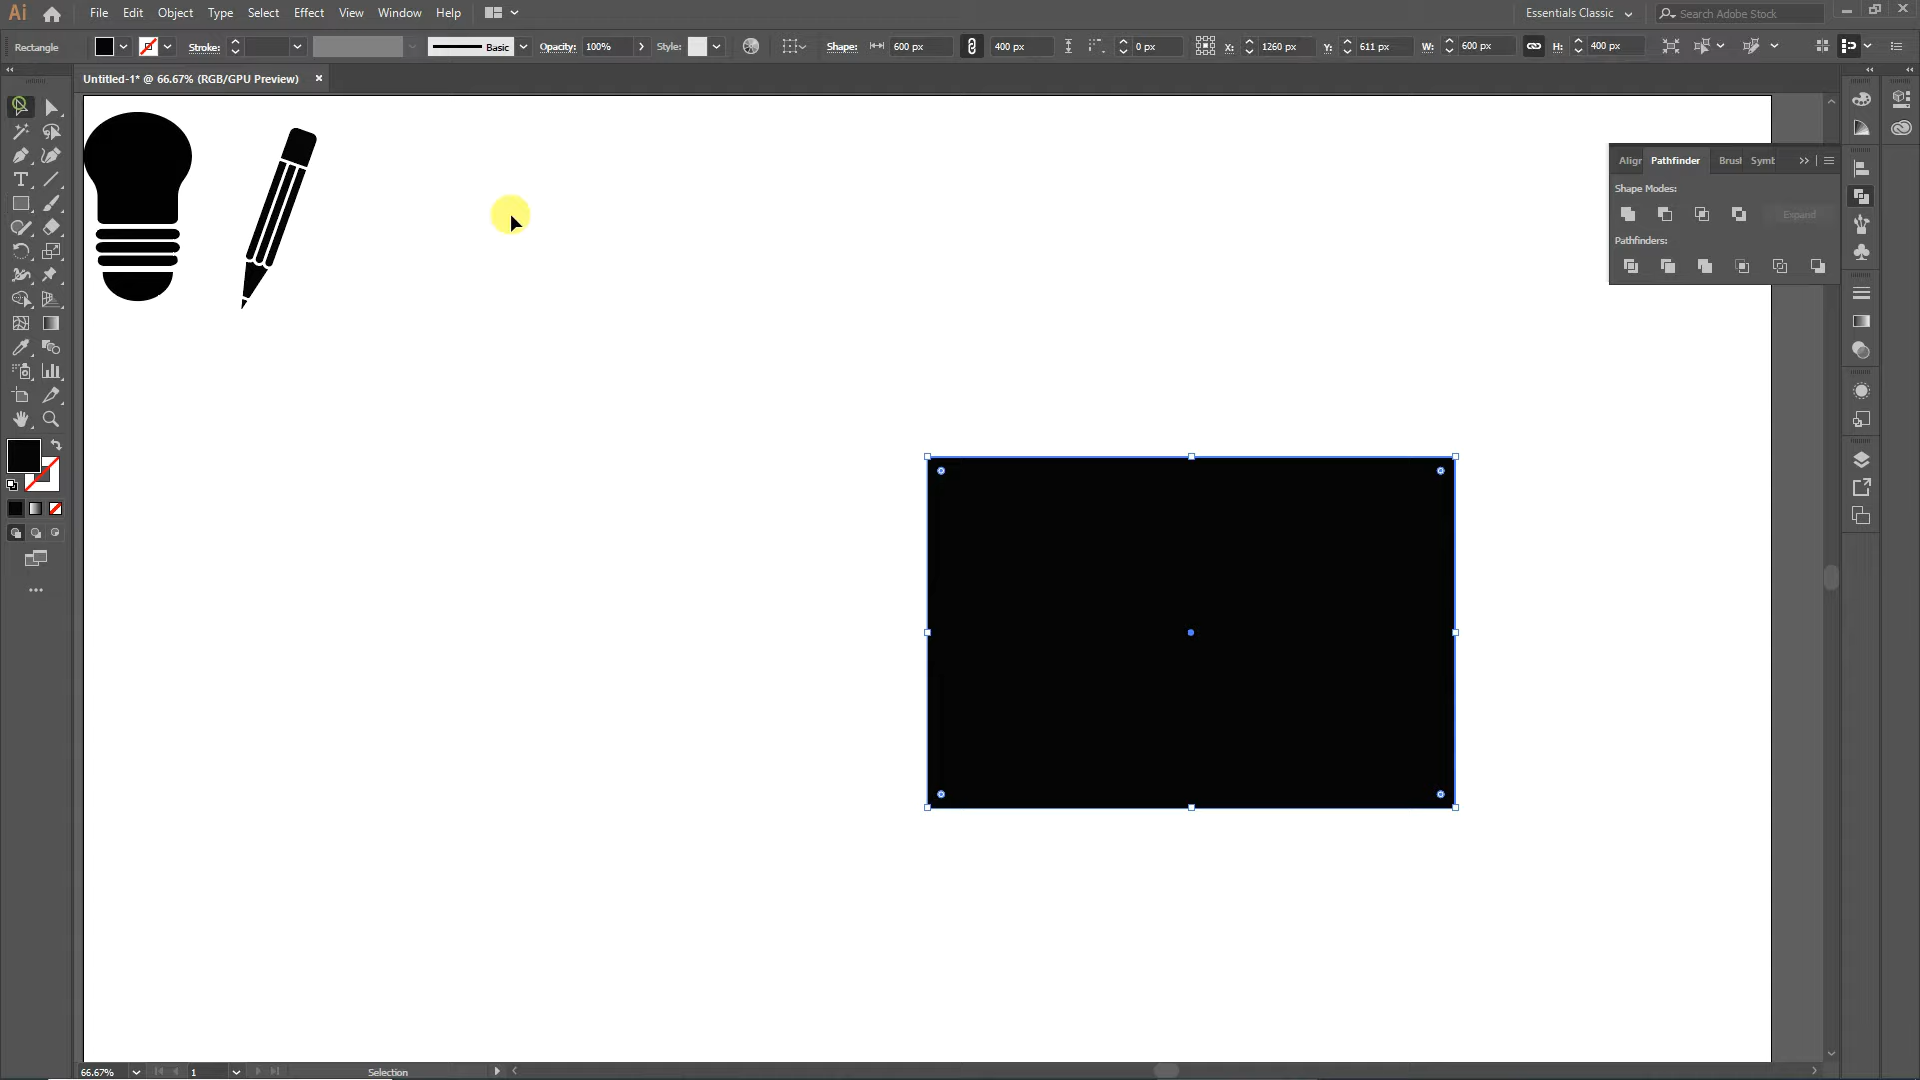 Ai File Edit Object Type Select Effect View Window Help Essentials Classic Search Adobe Stock
Rectangle Stroke: Basic Opacity: 100% Style: Shape: 600 px 400 px 0 px X: 1260 px Y: 611 px W: 600 px H: 400 px
Untitled-1* @ 66.67% (RGB/GPU Preview) ×
Aligr Pathfinder Brusl Symt
Shape Modes:
Expand
Pathfinders:
T
66.67% 1 Selection